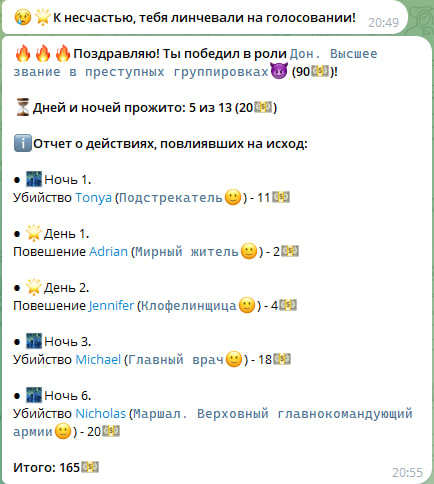 😢🌟К несчастью, тебя линчевали на голосовании!
20:49
🔥🔥🔥Поздравляю! Ты победил в роли Дон. Высшее
звание в преступных группировках😈 (90💵)!
⏳Дней и ночей прожито: 5 из 13 (20💵)
ℹ️Отчет о действиях, повлиявших на исход:
● 🌃Ночь 1.
Убийство Tonya (Подстрекатель🙂) - 11💵
● 🌟День 1.
Повешение Adrian (Мирный житель🙂) - 2💵
● 🌟День 2.
Повешение Jennifer (Клофелинщица🙂) - 4💵
● 🌃Ночь 3.
Убийство Michael (Главный врач🙂) - 18💵
● 🌃Ночь 6.
Убийство Nicholas (Маршал. Верховный главнокомандующий
армии🙂) - 20💵
Итого: 165💵
20:55